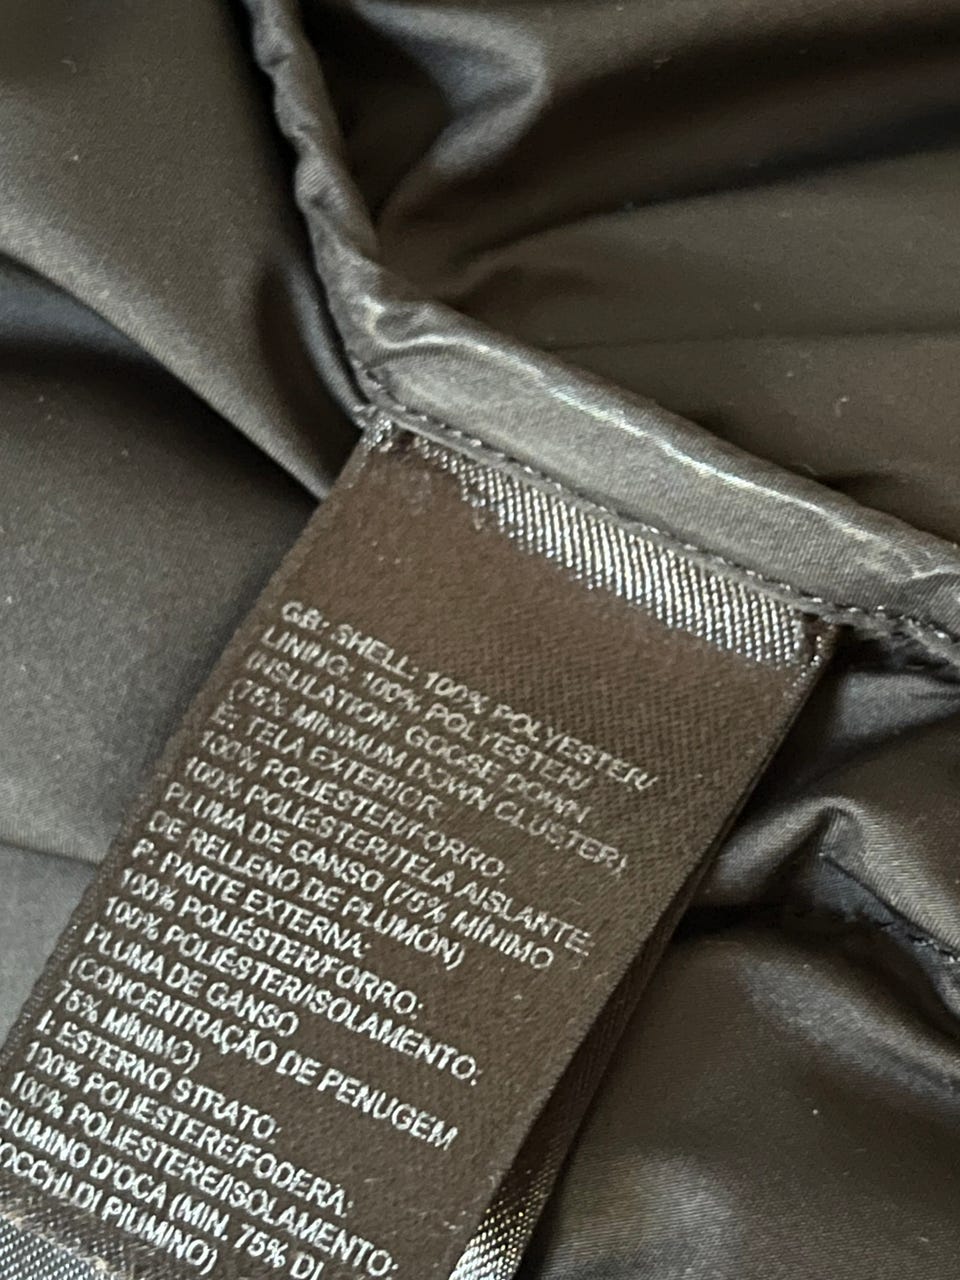 GB: SHELL: 100% POLYESTER/
LINING: 100% POLYESTER/
INSULATION: GOOSE DOWN
(75% MINIMUM DOWN CLUSTER)
E: TELA EXTERIOR
100% POLIÉSTER/FORRO:
100% POLIÉSTER/TELA AISLANTE:
PLUMA DE GANSO (75% MÍNIMO
DE RELLENO DE PLUMÓN)
P: PARTE EXTERNA:
100% POLIÉSTER/FORRO:
100% POLIÉSTER/ISOLAMENTO:
PLUMA DE GANSO
(CONCENTRAÇÃO DE PENUGEM
75% MÍNIMO)
I: ESTERNO STRATO:
100% POLIESTERE/FODERA:
100% POLIESTERE/ISOLAMENTO:
PIUMINO D'OCA (MIN. 75% DI
IOCCHI DI PIUMINO)